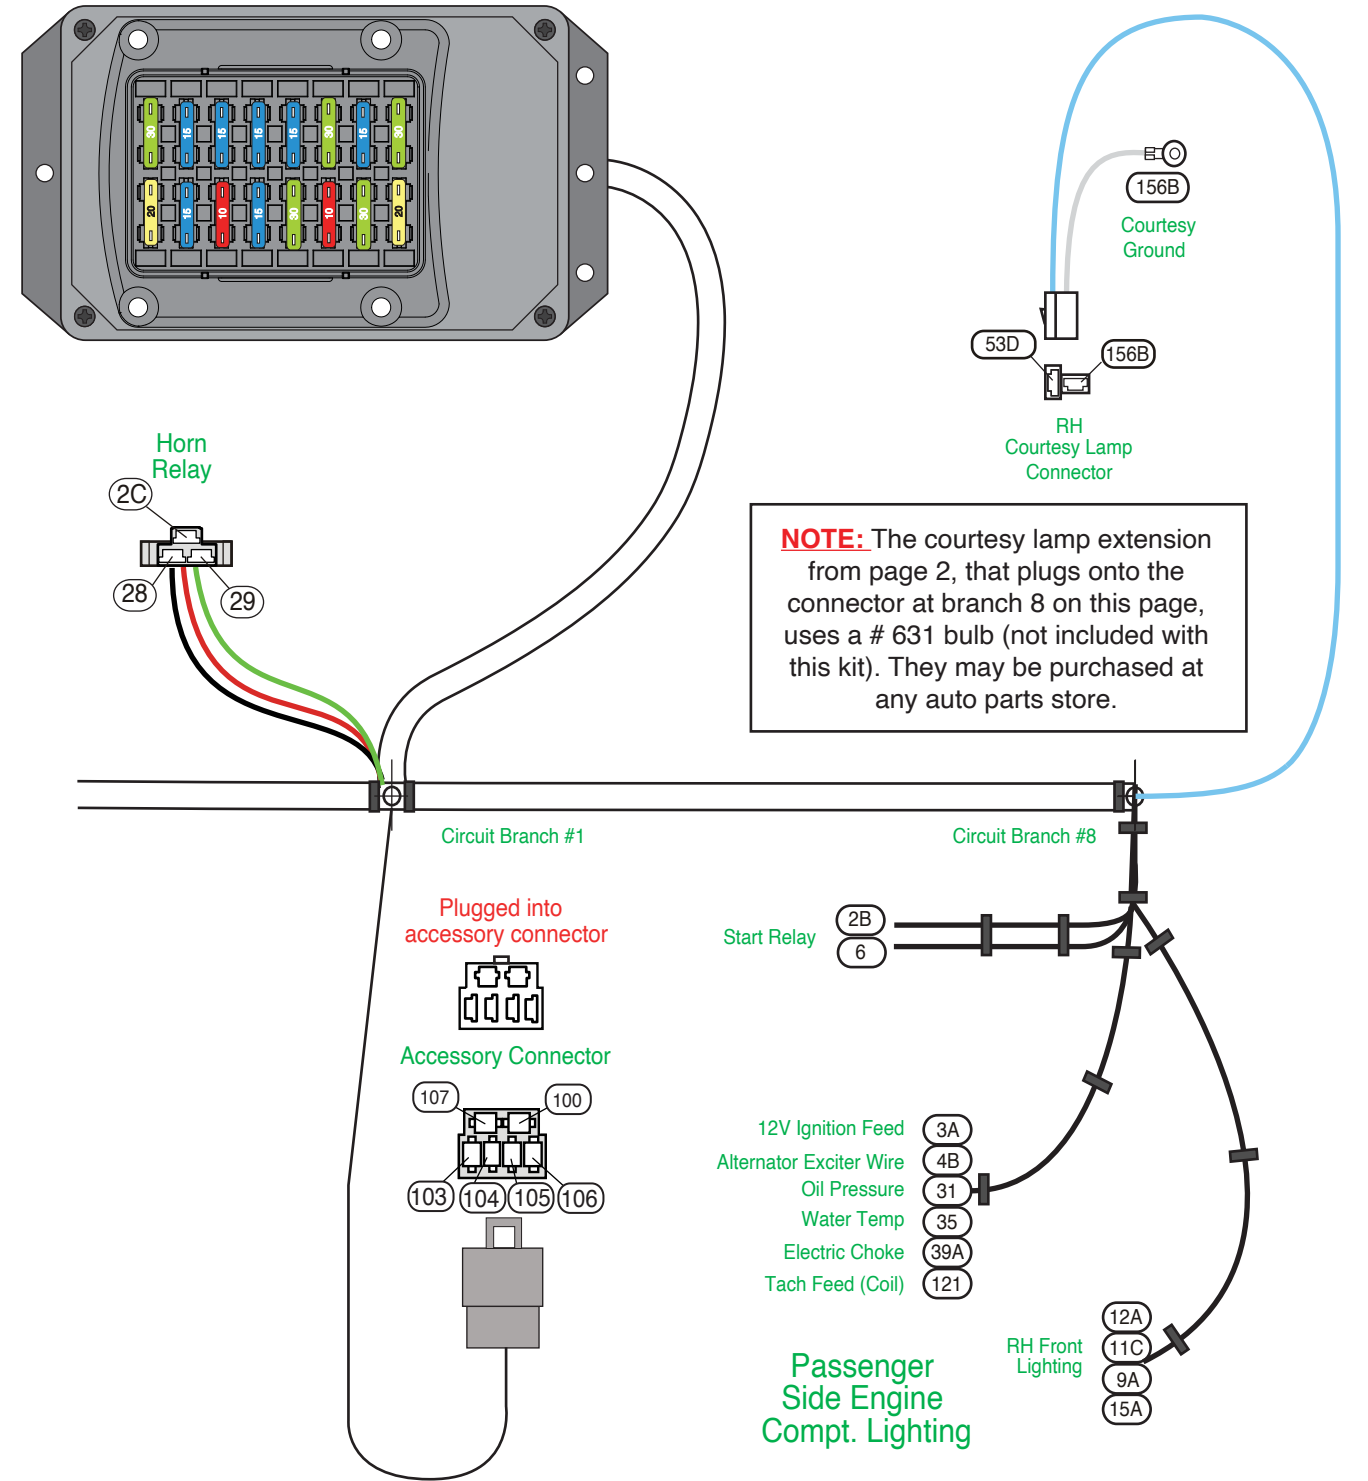 30 15 15 15 15 30 15 30
20 15 10 15 30 10 30 20
156B
Courtesy
Ground
53D
156B
RH
Courtesy Lamp
Connector
Horn
Relay
2C
28
29
NOTE: The courtesy lamp extension
from page 2, that plugs onto the
connector at branch 8 on this page,
uses a # 631 bulb (not included with
this kit). They may be purchased at
any auto parts store.
Circuit Branch #1
Circuit Branch #8
Plugged into
accessory connector
Start Relay
2B
6
Accessory Connector
107
100
103
104
105
106
12V Ignition Feed 3A
Alternator Exciter Wire 4B
Oil Pressure 31
Water Temp 35
Electric Choke 39A
Tach Feed (Coil) 121
RH Front
Lighting
12A
11C
9A
15A
Passenger
Side Engine
Compt. Lighting